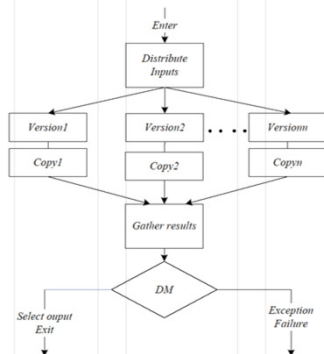 Enter
Distribute
Inputs
Version1
Version2
....
Versionn
Copy1
Copy2
Copyn
Gather results
DM
Select ouput
Exit
Exception
Failure